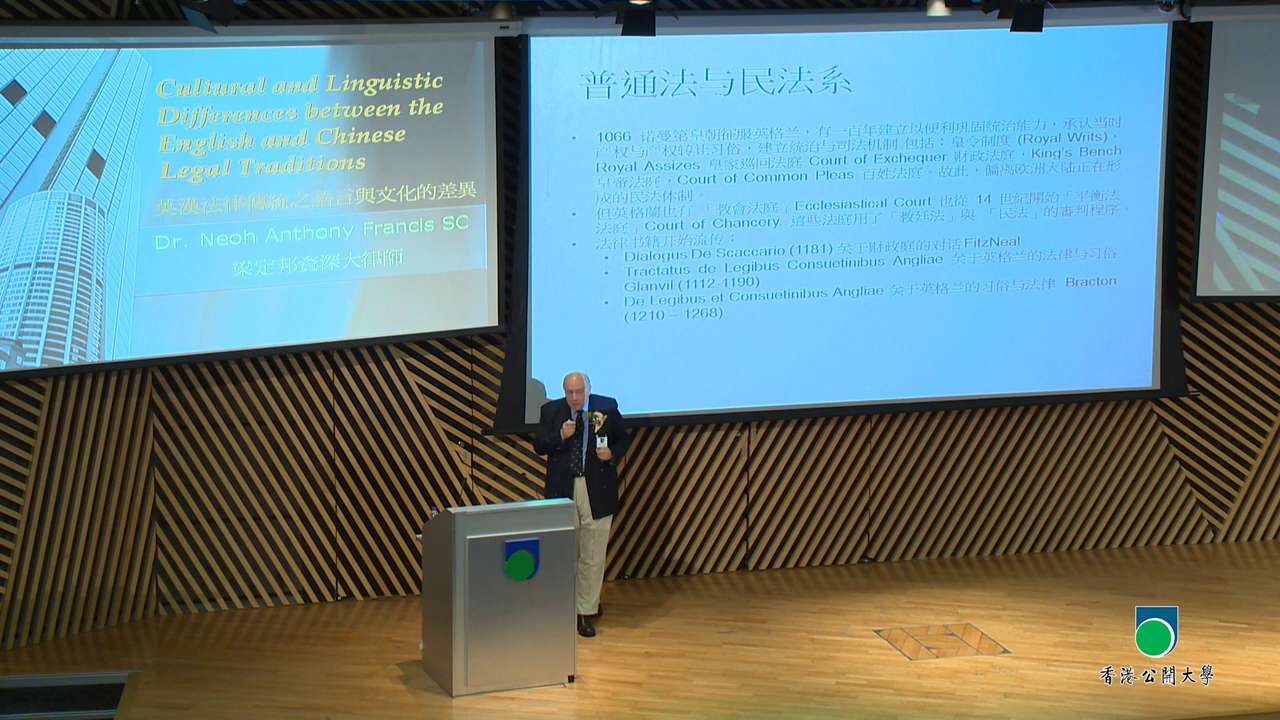 Cultural and Linguistic
Differences between the
English and Chinese
Legal Traditions
英漢法律傳統之語言與文化的差異
Dr. Neoh Anthony Francis SC
梁定邦資深大律師
普通法与民法系
• 1066 诺曼第皇朝征服英格兰，有一百年建立以便利巩固统治能力，承认当时
产权与产权转让习俗，建立统治与司法机制 包括：皇令制度 (Royal Writs)。
Royal Assizes 皇家巡回法庭 Court of Exchequer 财政法庭，King's Bench
皇帝法庭，Court of Common Pleas 百姓法庭。故此，偏离欧洲大陆正在形
成的民法体制。
• 但英格蘭也有 「教會法庭」Ecclesiastical Court 也從 14 世紀開始「平衡法
法庭」Court of Chancery. 這些法庭用了「教廷法」與 「民法」的審判程序。
• 法律书籍开始流传：
• Dialogus De Scaccario (1181) 关于财政庭的对话 FitzNeal
• Tractatus de Legibus Consuetinibus Angliae 关于英格兰的法律与习俗
Glanvil (1112-1190)
• De Legibus et Consuetinibus Angliae 关于英格兰的习俗与法律 Bracton
(1210 – 1268)
香港公開大學